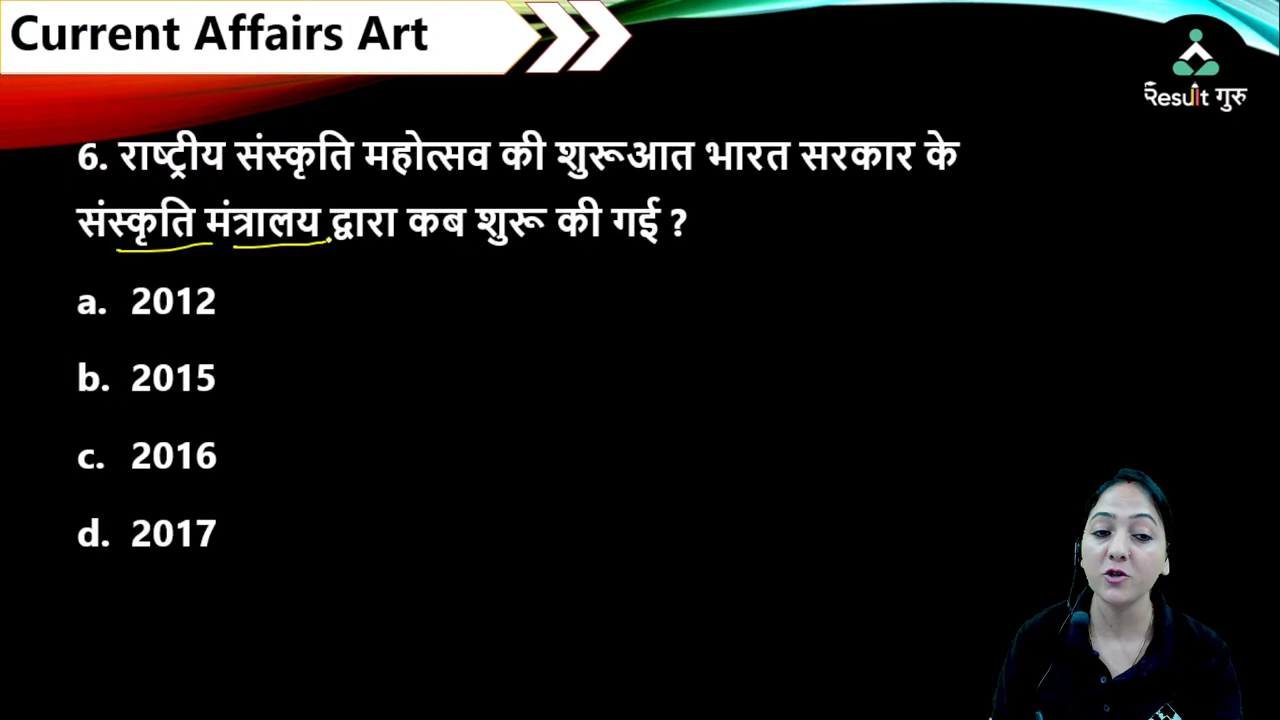 Current Affairs Art
Result गुरु
6. राष्ट्रीय संस्कृति महोत्सव की शुरूआत भारत सरकार के
संस्कृति मंत्रालय द्वारा कब शुरू की गई ?
a. 2012
b. 2015
c. 2016
d. 2017